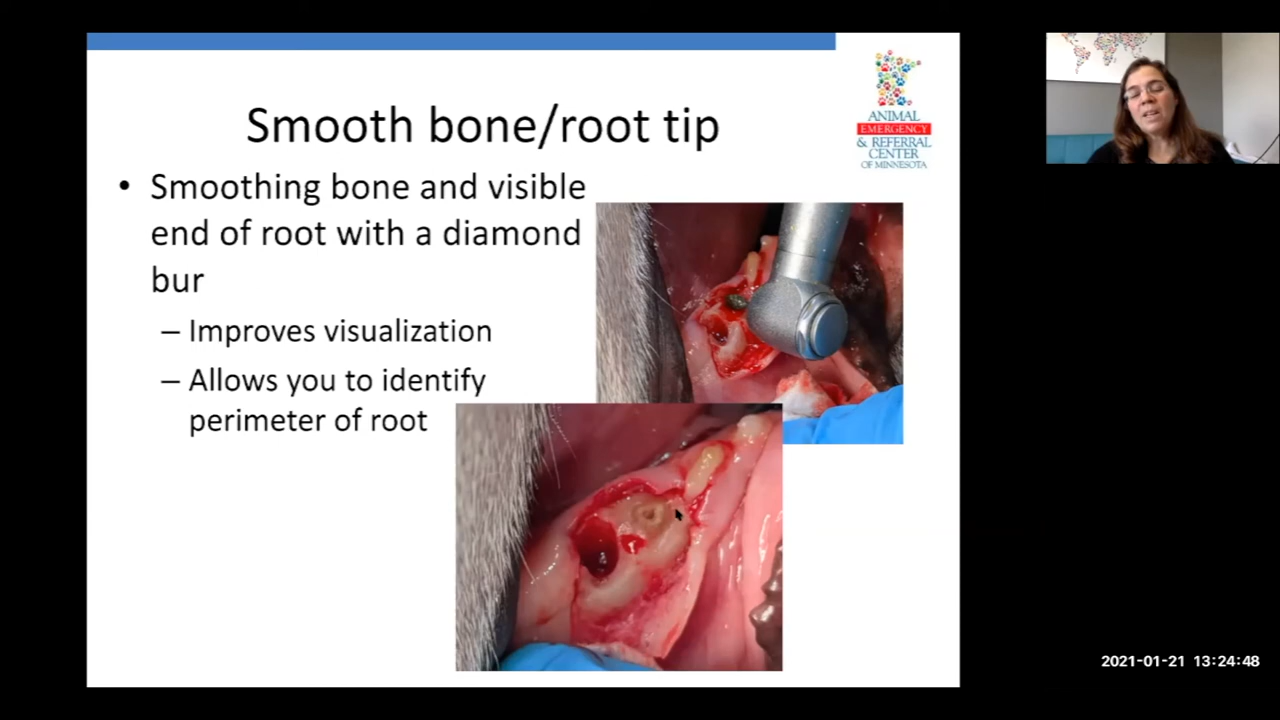 Smooth bone/root tip
ANIMAL
EMERGENCY
& REFERRAL
CENTER
OF MINNESOTA
• Smoothing bone and visible
end of root with a diamond
bur
– Improves visualization
– Allows you to identify
perimeter of root
2021-01-21 13:24:48